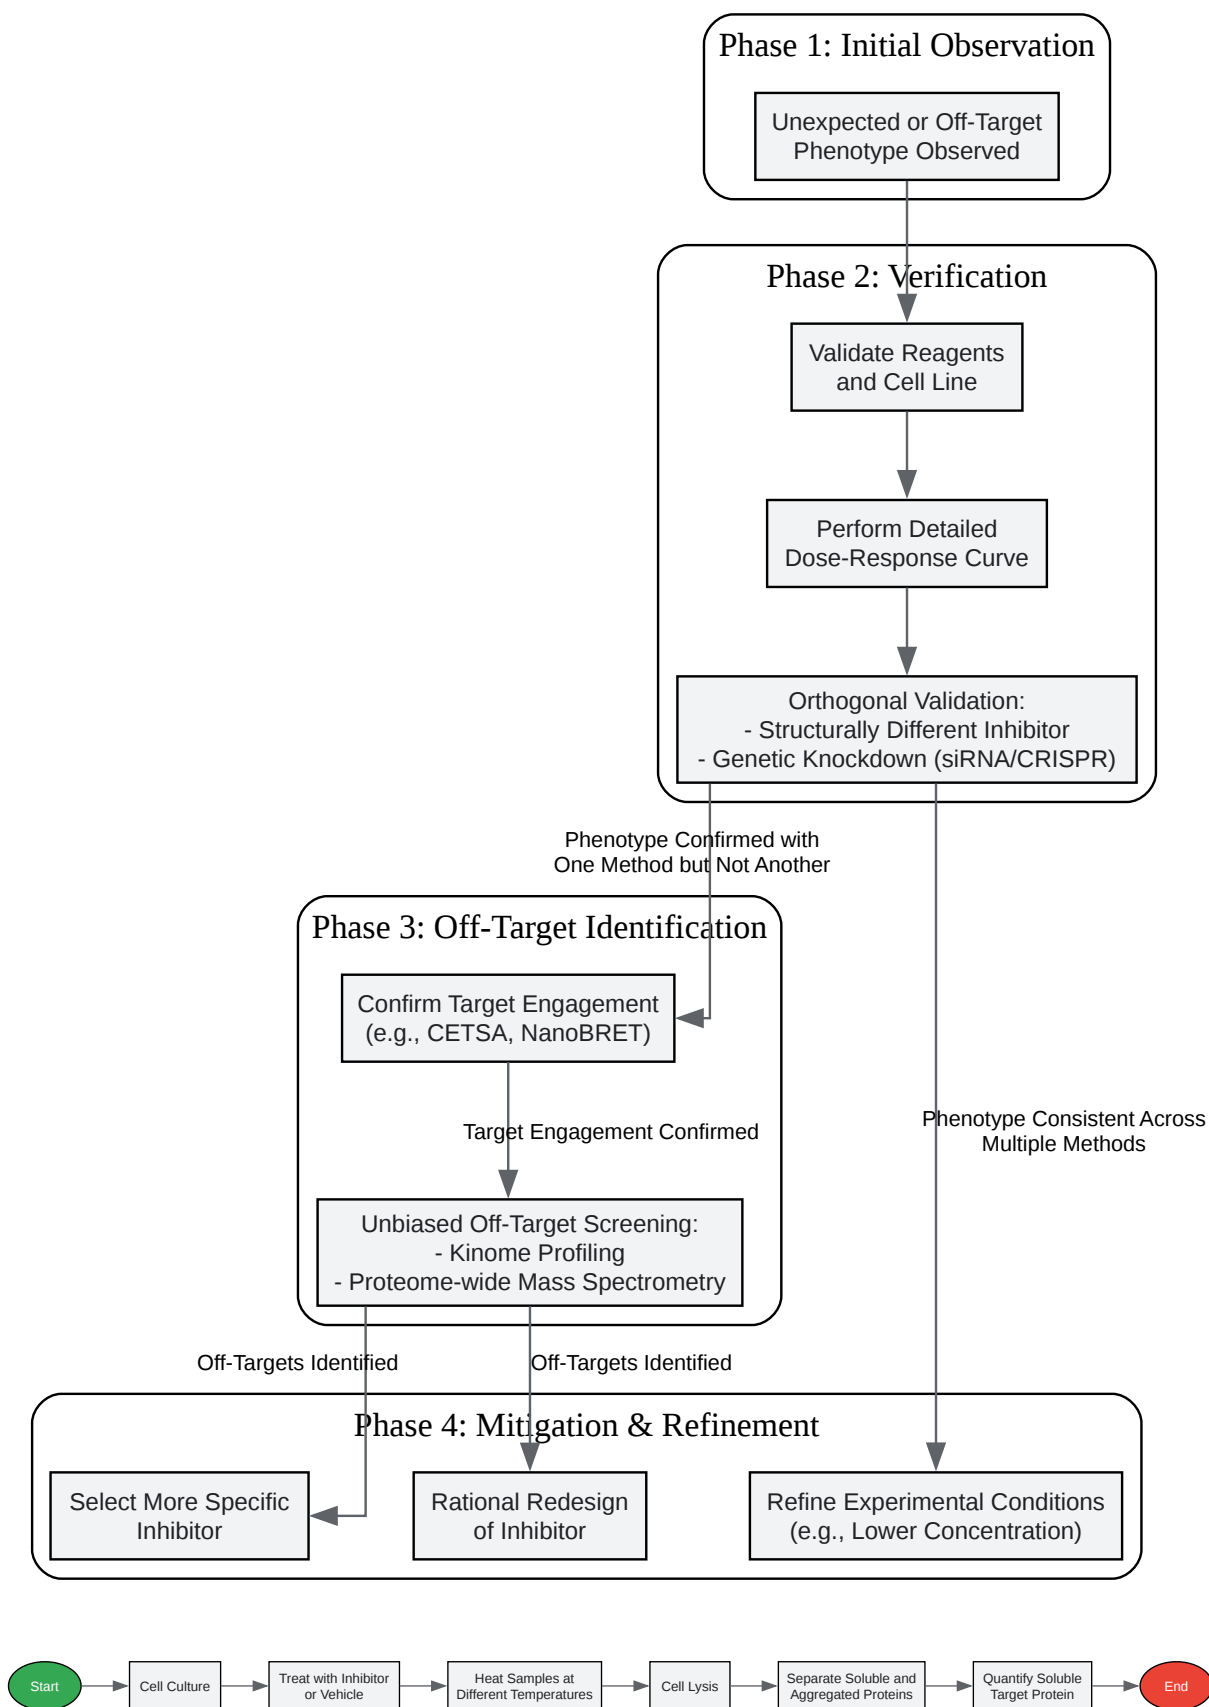 Phase 1: Initial Observation
Unexpected or Off-Target
Phenotype Observed
Phase 2: Verification
Validate Reagents
and Cell Line
Perform Detailed
Dose-Response Curve
Orthogonal Validation:
- Structurally Different Inhibitor
- Genetic Knockdown (siRNA/CRISPR)
Phenotype Confirmed with
One Method but Not Another
Phase 3: Off-Target Identification
Confirm Target Engagement
(e.g., CETSA, NanoBRET)
Target Engagement Confirmed
Phenotype Consistent Across
Multiple Methods
Unbiased Off-Target Screening:
- Kinome Profiling
- Proteome-wide Mass Spectrometry
Off-Targets Identified
Off-Targets Identified
Phase 4: Mitigation & Refinement
Select More Specific
Inhibitor
Rational Redesign
of Inhibitor
Refine Experimental Conditions
(e.g., Lower Concentration)
Start
Cell Culture
Treat with Inhibitor
or Vehicle
Heat Samples at
Different Temperatures
Cell Lysis
Separate Soluble and
Aggregated Proteins
Quantify Soluble
Target Protein
End